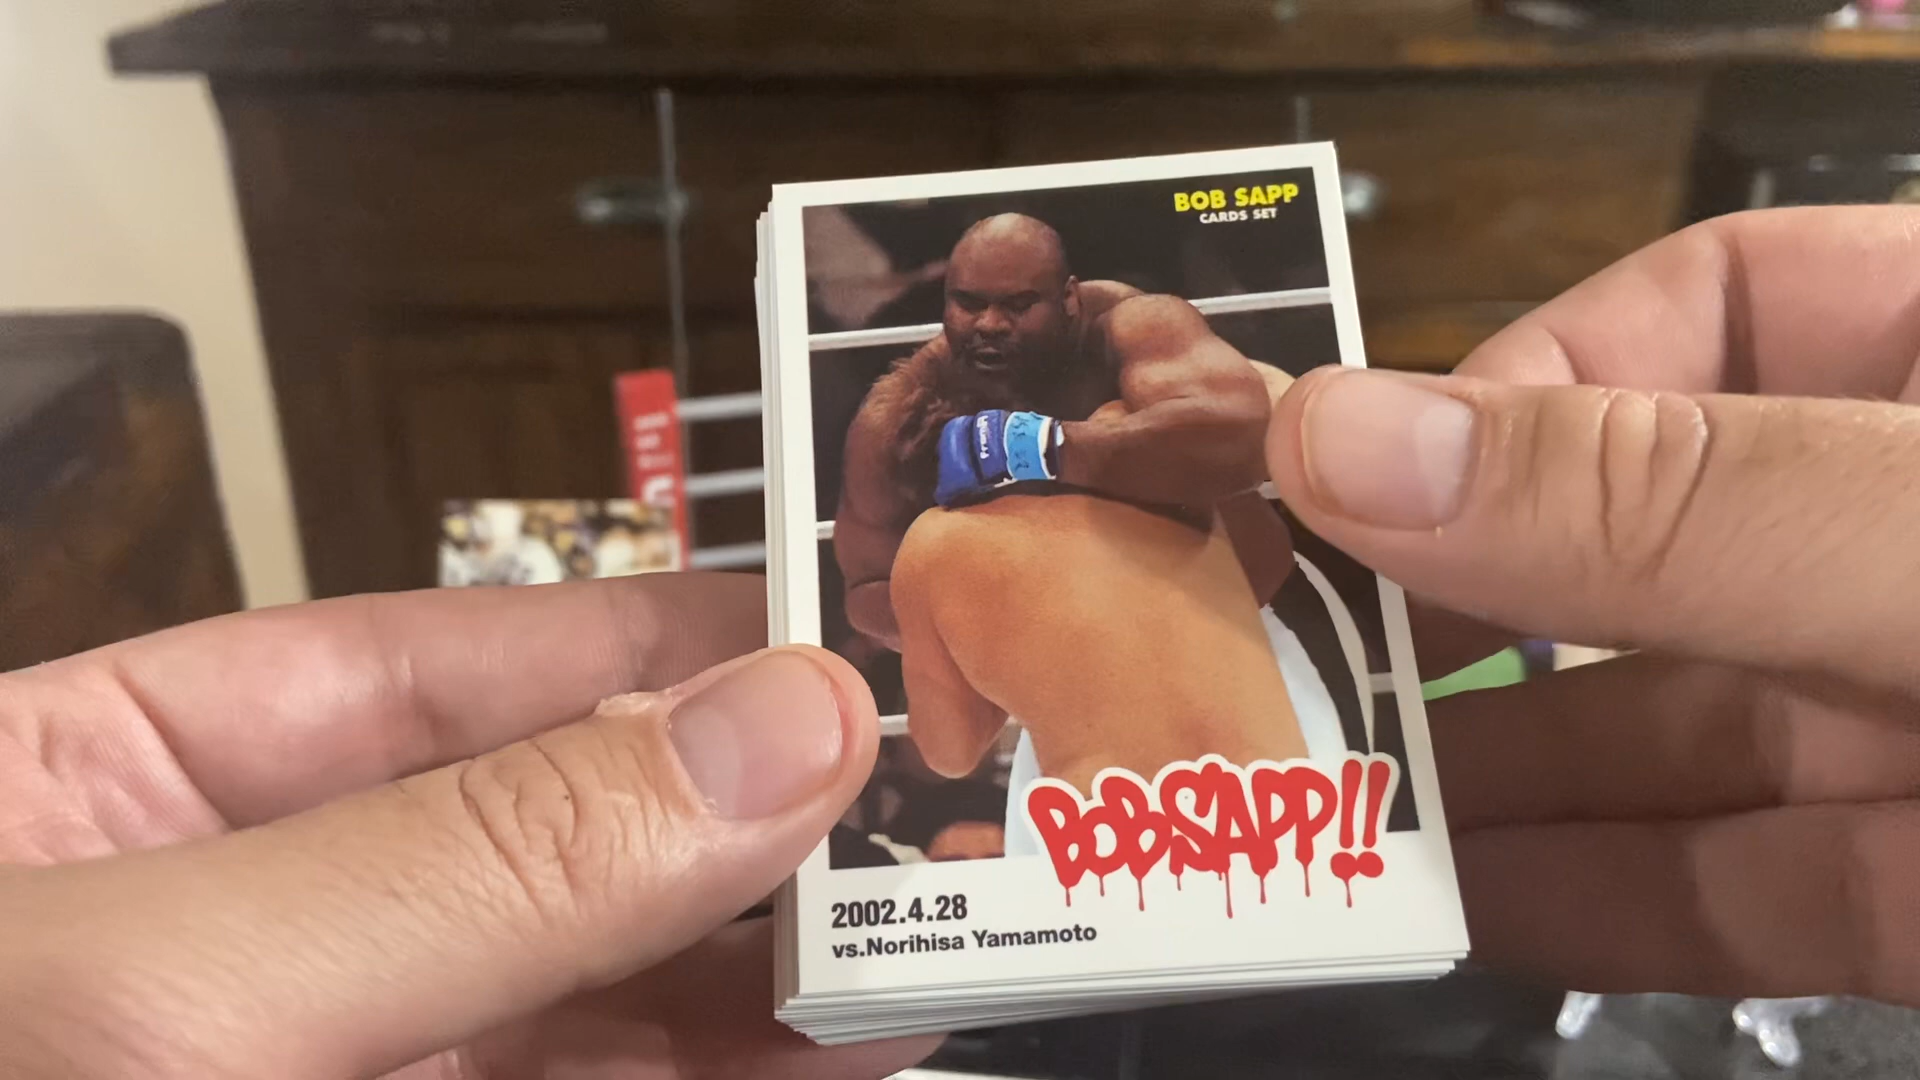 BOB SAPP
CARDS SET
BOBSAPP!!
2002.4.28
vs.Norihisa Yamamoto